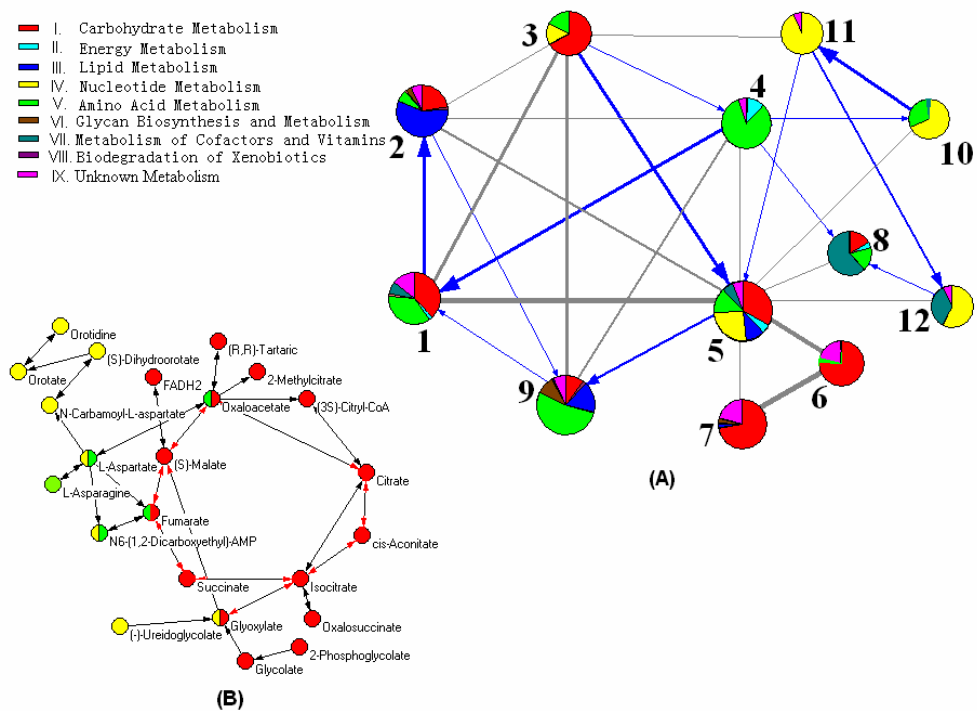 I. Carbohydrate Metabolism
II. Energy Metabolism
III. Lipid Metabolism
IV. Nucleotide Metabolism
V. Amino Acid Metabolism
VI. Glycan Biosynthesis and Metabolism
VII. Metabolism of Cofactors and Vitamins
VIII. Biodegradation of Xenobiotics
IX. Unknown Metabolism
3
11
4
2
10
8
1
5
12
9
6
7
(A)
Orotidine
(S)-Dihydroorotate
Orotate
FADH2
(R,R)-Tartaric
2-Methylcitrate
Oxaloacetate
(3S)-Citryl-CoA
N-Carbamoyl-L-aspartate
L-Aspartate
(S)-Malate
Citrate
L-Asparagine
Fumarate
N6-(1,2-Dicarboxyethyl)-AMP
cis-Aconitate
Succinate
Isocitrate
(-)-Ureidoglycolate
Glyoxylate
Oxalosuccinate
Glycolate
2-Phosphoglycolate
(B)